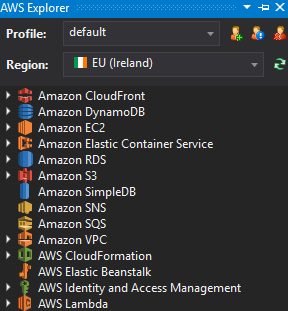 AWS Explorer
Profile: default
Region: EU (Ireland)
Amazon CloudFront
Amazon DynamoDB
Amazon EC2
Amazon Elastic Container Service
Amazon RDS
Amazon S3
Amazon SimpleDB
Amazon SNS
Amazon SQS
Amazon VPC
AWS CloudFormation
AWS Elastic Beanstalk
AWS Identity and Access Management
AWS Lambda